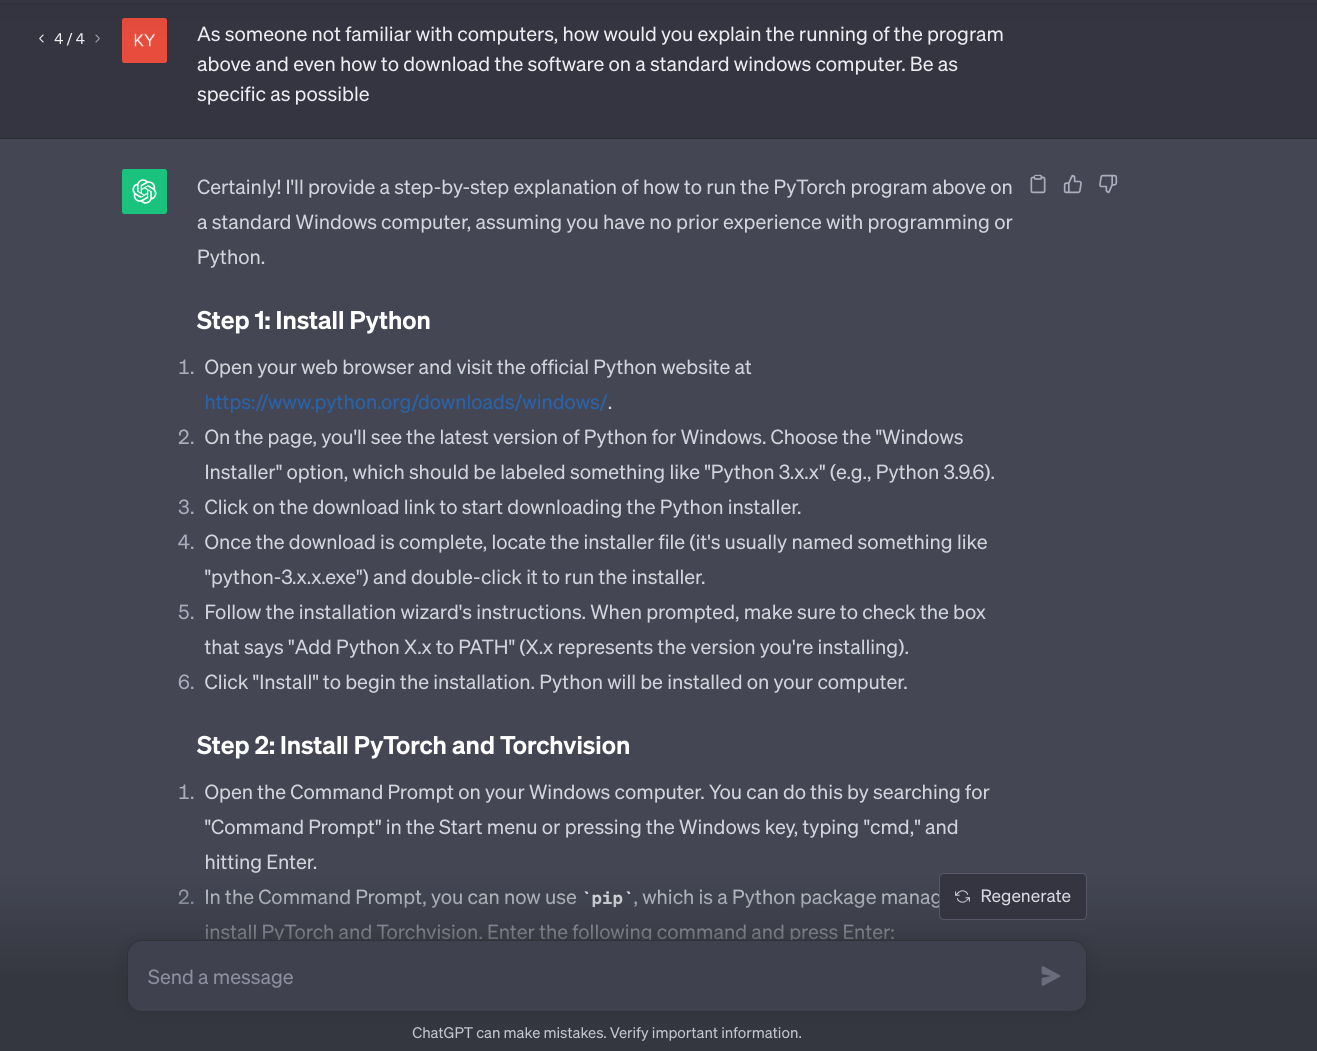 < 4 / 4 >
KY
As someone not familiar with computers, how would you explain the running of the program
above and even how to download the software on a standard windows computer. Be as
specific as possible
Certainly! I'll provide a step-by-step explanation of how to run the PyTorch program above on
a standard Windows computer, assuming you have no prior experience with programming or
Python.
Step 1: Install Python
1. Open your web browser and visit the official Python website at
https://www.python.org/downloads/windows/.
2. On the page, you'll see the latest version of Python for Windows. Choose the "Windows
Installer" option, which should be labeled something like "Python 3.x.x" (e.g., Python 3.9.6).
3. Click on the download link to start downloading the Python installer.
4. Once the download is complete, locate the installer file (it's usually named something like
"python-3.x.x.exe") and double-click it to run the installer.
5. Follow the installation wizard's instructions. When prompted, make sure to check the box
that says "Add Python X.x to PATH" (X.x represents the version you're installing).
6. Click "Install" to begin the installation. Python will be installed on your computer.
Step 2: Install PyTorch and Torchvision
1. Open the Command Prompt on your Windows computer. You can do this by searching for
"Command Prompt" in the Start menu or pressing the Windows key, typing "cmd," and
hitting Enter.
2. In the Command Prompt, you can now use `pip`, which is a Python package manag
install PyTorch and Torchvision. Enter the following command and press Enter:
Regenerate
Send a message
ChatGPT can make mistakes. Verify important information.